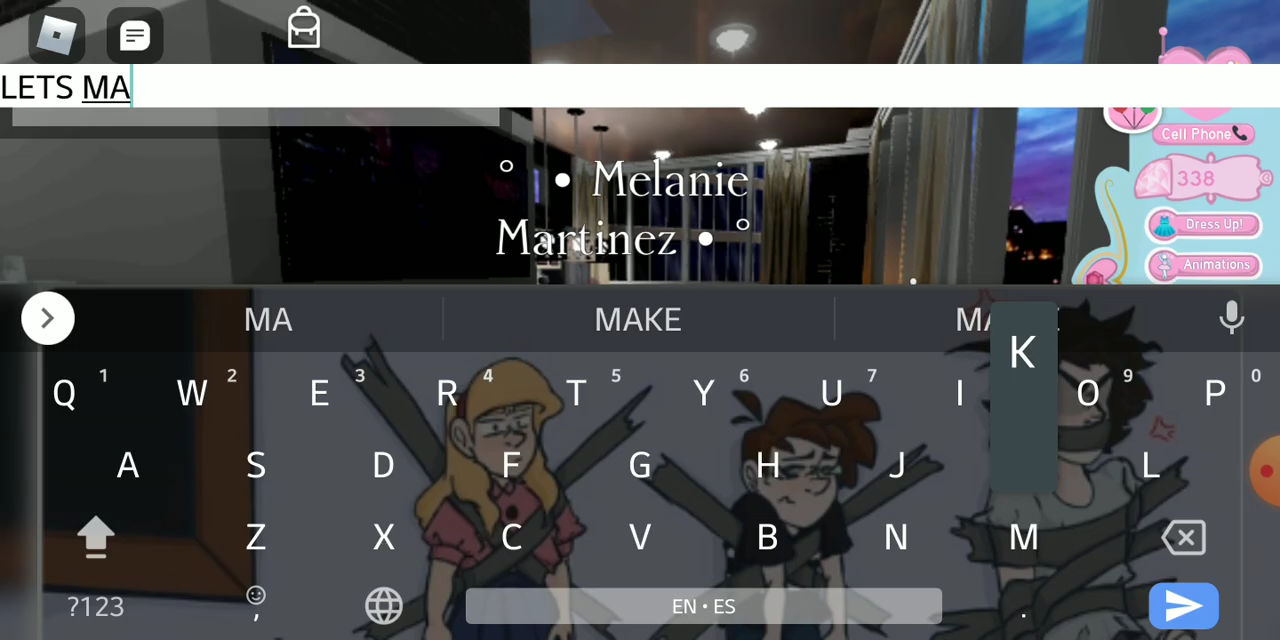 LETS MA
° • Melanie
Martinez • °
Cell Phone
338
Dress Up!
Animations
MA MAKE
K
Q 1 W 2 E 3 R 4 T 5 Y 6 U 7 I O 9 P 0
A S D F G H J L
Z X C V B N M
?123 , EN • ES .